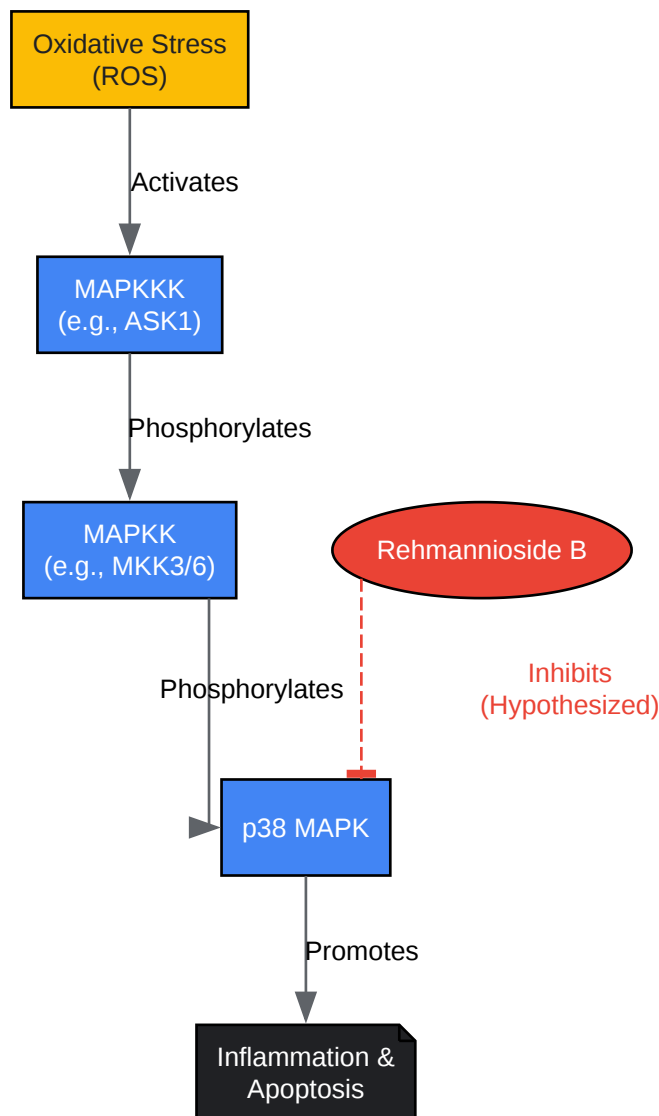 Oxidative Stress
(ROS)
Activates
MAPKKK
(e.g., ASK1)
Phosphorylates
MAPKK
(e.g., MKK3/6)
Rehmannioside B
Inhibits
(Hypothesized)
Phosphorylates
p38 MAPK
Promotes
Inflammation &
Apoptosis